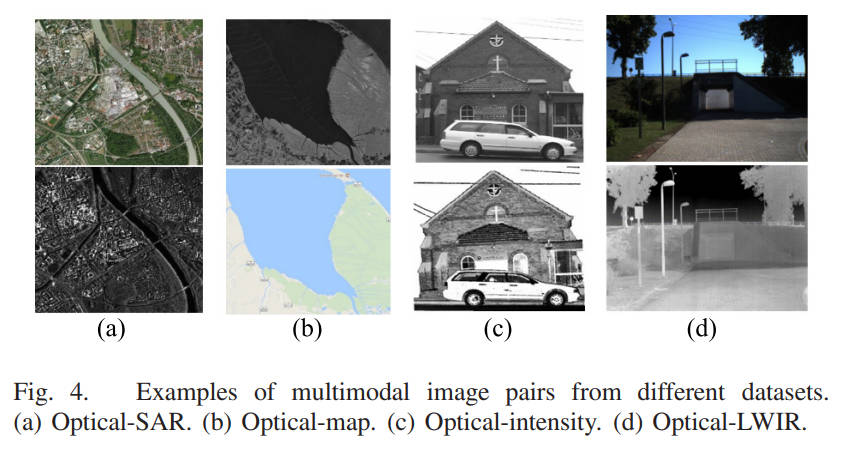 (a) (b) (c) (d)
Fig. 4. Examples of multimodal image pairs from different datasets.
(a) Optical-SAR. (b) Optical-map. (c) Optical-intensity. (d) Optical-LWIR.